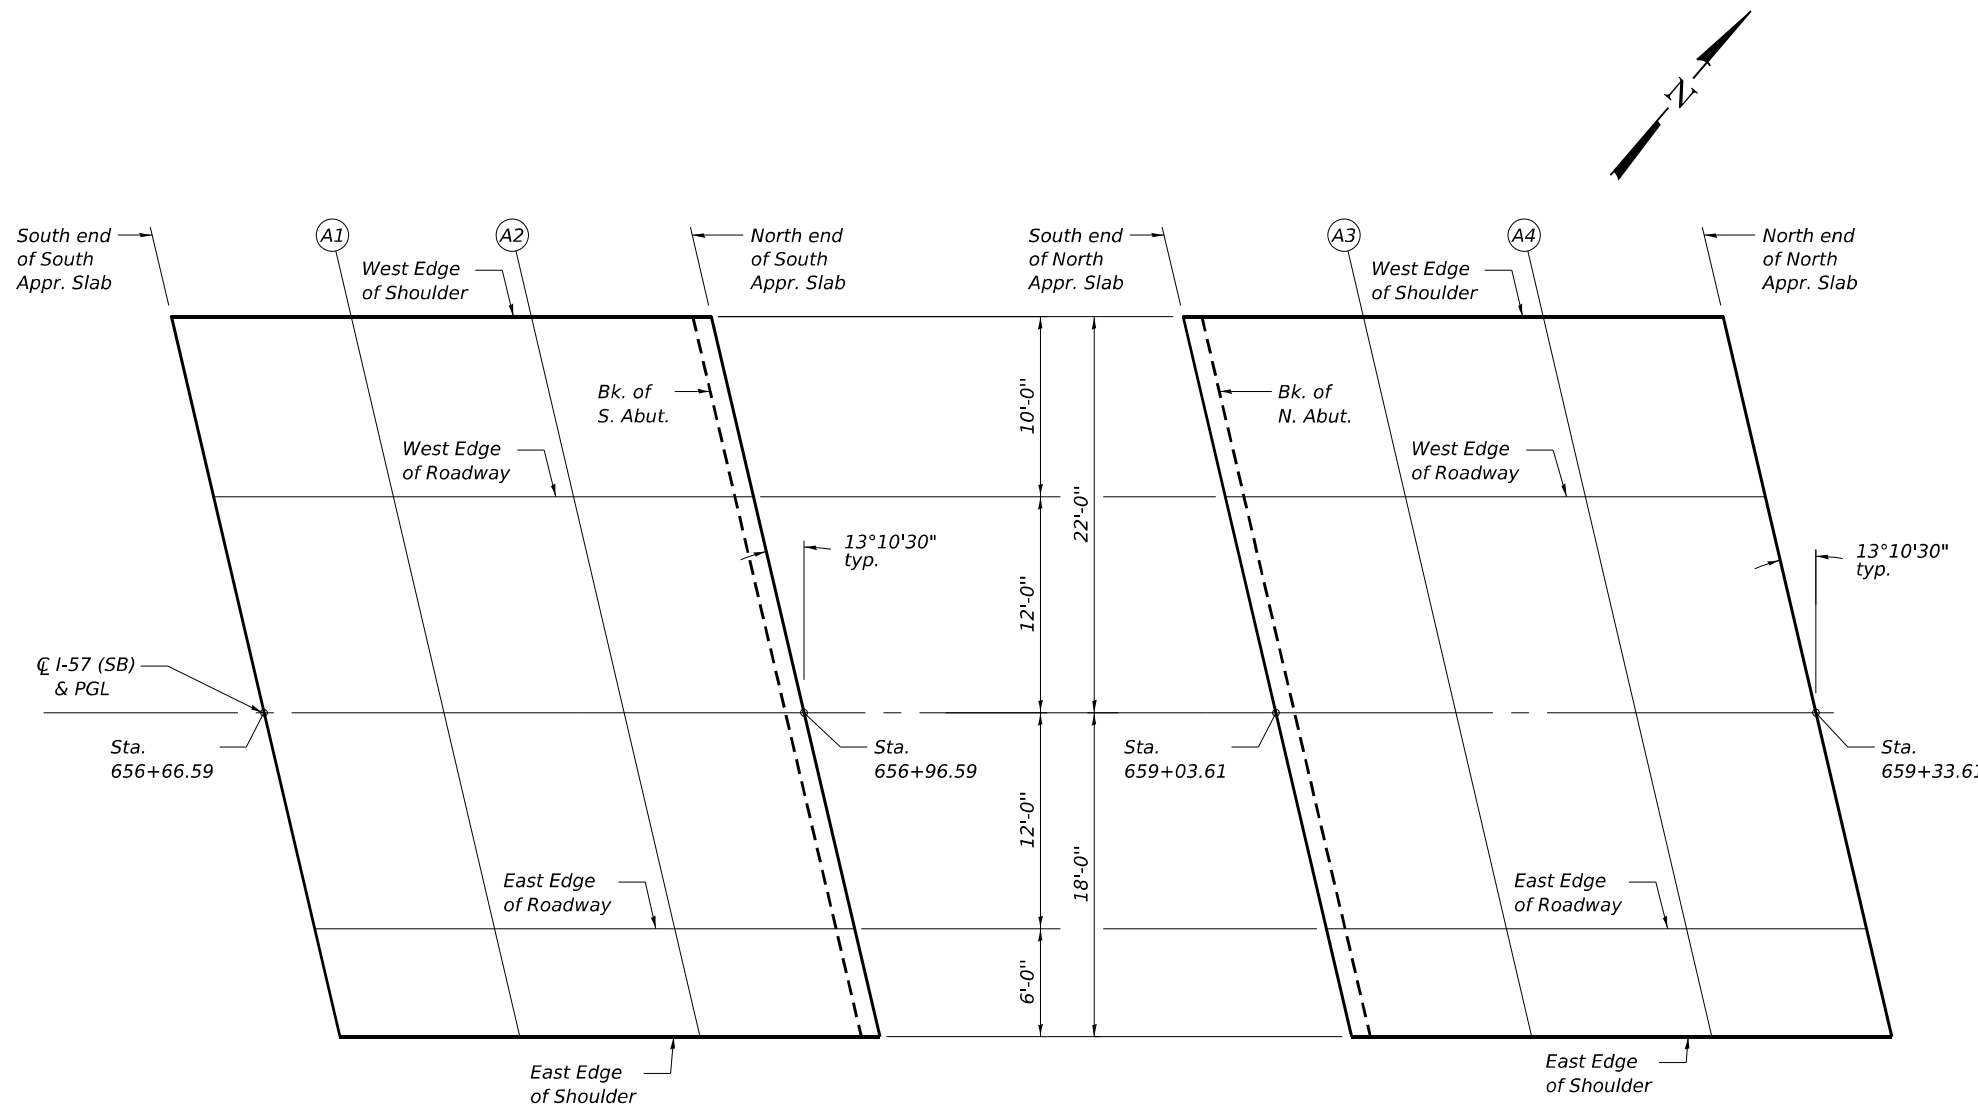 N
South end
of South
Appr. Slab
A1
A2
West Edge
of Shoulder
North end
of South
Appr. Slab
South end
of North
Appr. Slab
A3
A4
West Edge
of Shoulder
North end
of North
Appr. Slab
Bk. of
S. Abut.
10'-0"
Bk. of
N. Abut.
West Edge
of Roadway
22'-0"
West Edge
of Roadway
13°10'30"
typ.
12'-0"
13°10'30"
typ.
℄ I-57 (SB)
& PGL
Sta.
656+66.59
Sta.
656+96.59
Sta.
659+03.61
Sta.
659+33.61
12'-0"
18'-0"
East Edge
of Roadway
East Edge
of Roadway
6'-0"
East Edge
of Shoulder
East Edge
of Shoulder